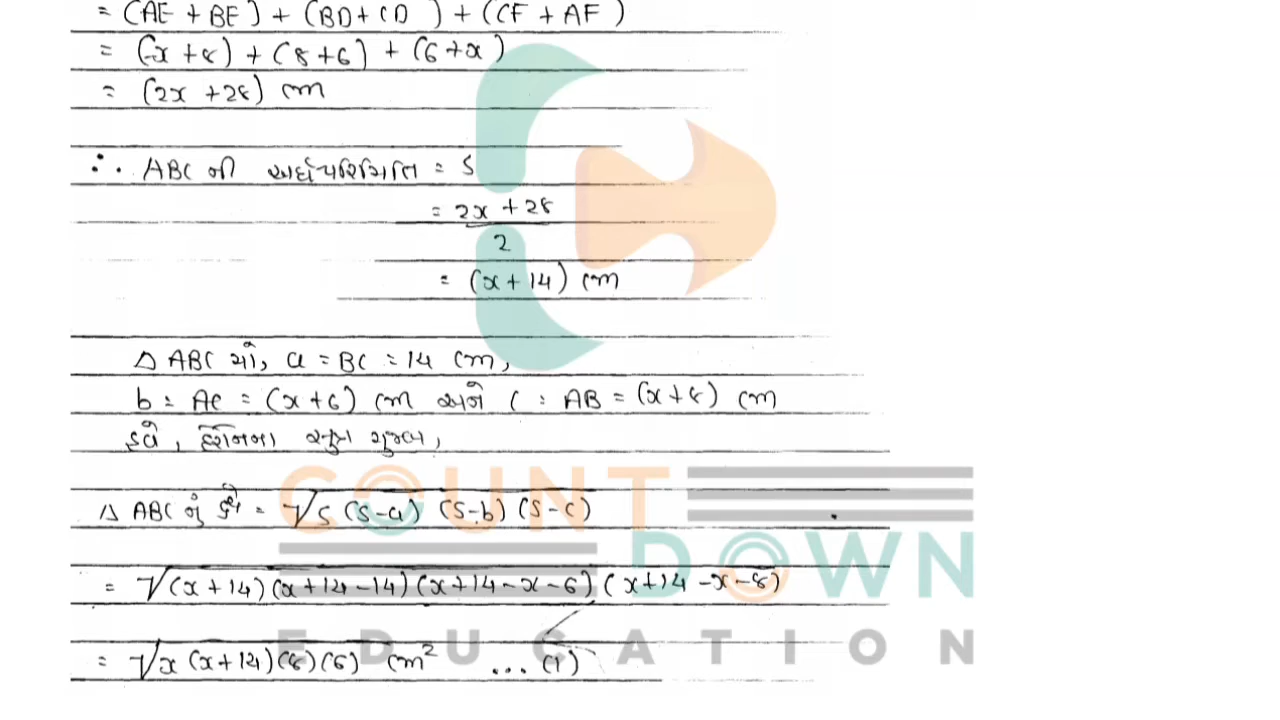 = (AE + BE) + (BD + CD) + (CF + AF)
= (x + 8) + (8 + 6) + (6 + x)
= (2x + 28) cm
∴ ABC ની અર્ધપરિમિતિ = S
= 2x + 28
2
= (x + 14) cm
△ ABC માં, a = BC = 14 cm,
b = AC = (x + 6) cm અને C = AB = (x + 8) cm
હવે, હેરોનના સૂત્ર મુજબ,
COUNT
△ ABC નું ક્ષે = √S (S-a) (S-b) (S-c)
DOWN
= √(x + 14) (x + 14 - 14) (x + 14 - x - 6) (x + 14 - x - 8)
EDUCATION
= √x (x + 14) (8) (6) cm² ... (1)